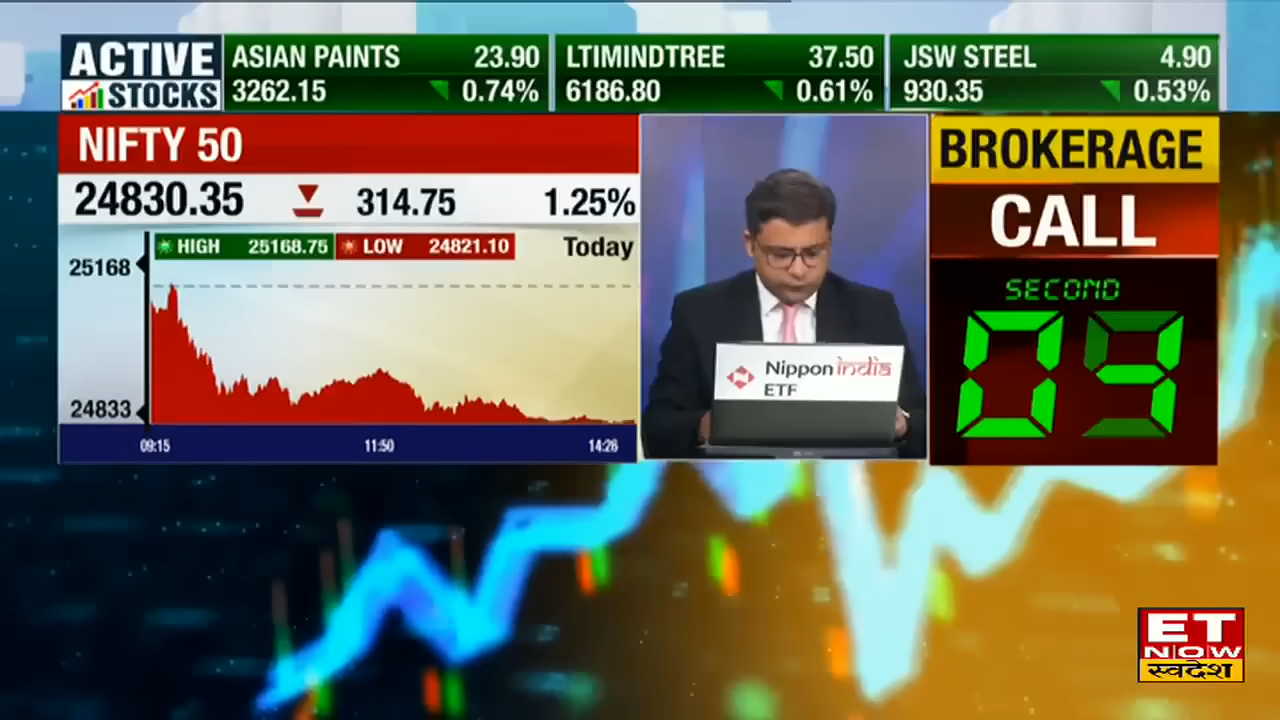 ACTIVE
STOCKS
ASIAN PAINTS 23.90
3262.15 0.74%
LTIMINDTREE 37.50
6186.80 0.61%
JSW STEEL 4.90
930.35 0.53%
NIFTY 50
24830.35 314.75 1.25%
HIGH 25168.75 LOW 24821.10 Today
25168
24833
09:15 11:50 14:26
Nippon india
ETF
BROKERAGE
CALL
SECOND
09
ET
NOW
स्वदेश